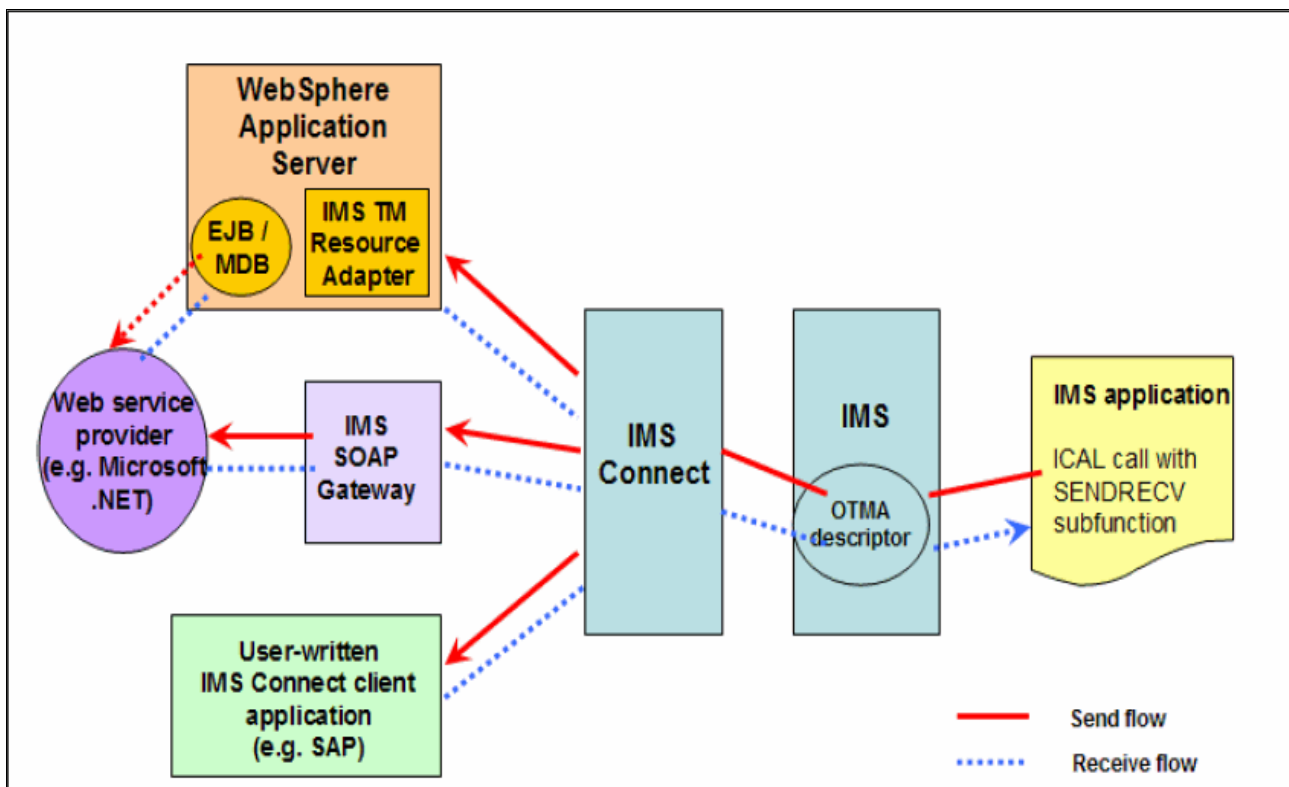 WebSphere
Application
Server
EJB /
MDB
IMS TM
Resource
Adapter
Web service
provider
(e.g. Microsoft
.NET)
IMS
SOAP
Gateway
User-written
IMS Connect client
application
(e.g. SAP)
IMS
Connect
IMS
OTMA
descriptor
IMS application
ICAL call with
SENDRECV
subfunction
Send flow
Receive flow